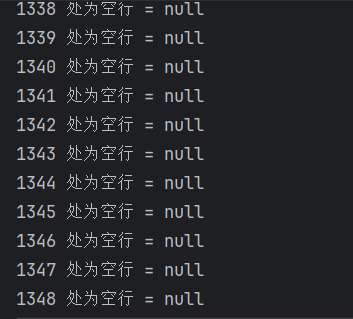 1338 处为空行 = null
1339 处为空行 = null
1340 处为空行 = null
1341 处为空行 = null
1342 处为空行 = null
1343 处为空行 = null
1344 处为空行 = null
1345 处为空行 = null
1346 处为空行 = null
1347 处为空行 = null
1348 处为空行 = null